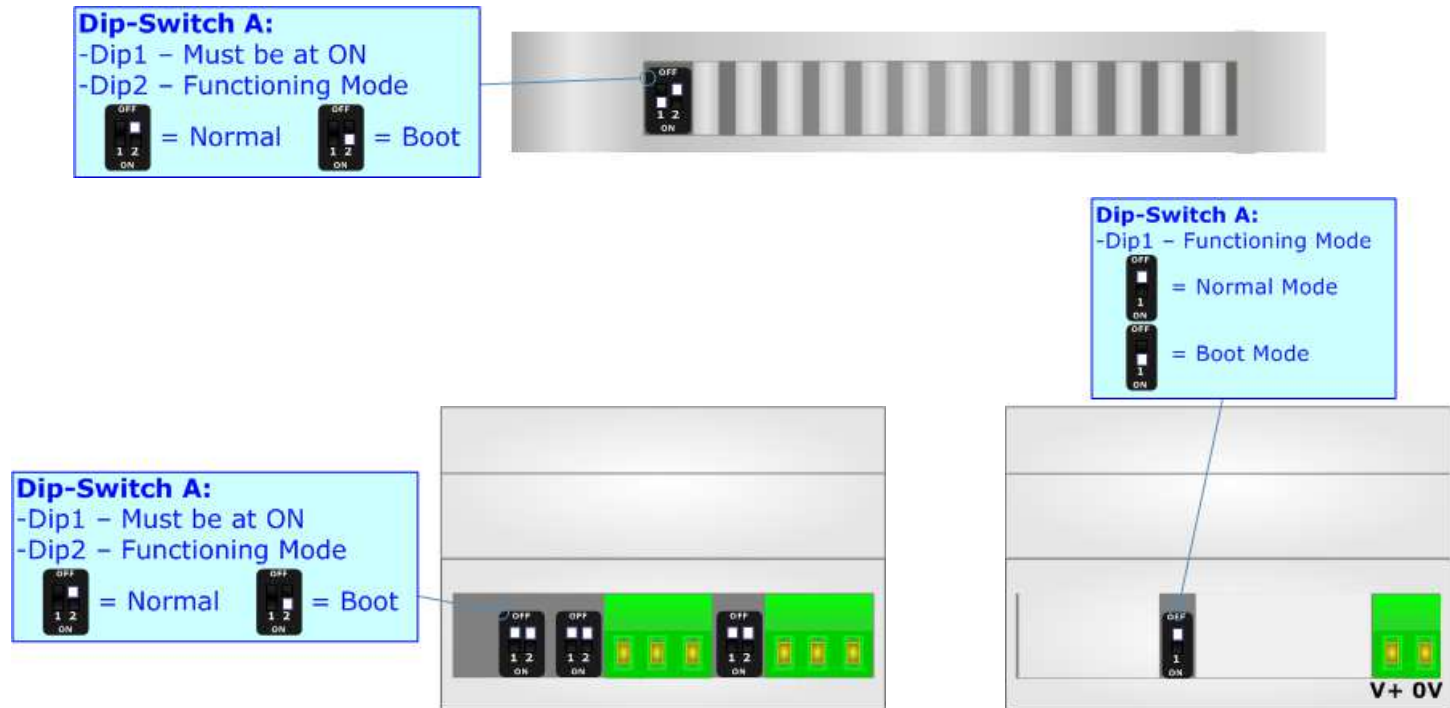 Dip-Switch A:
-Dip1 – Must be at ON
-Dip2 – Functioning Mode
OFF OFF
= Normal = Boot
1 2 1 2
ON ON
OFF
1 2
ON
Dip-Switch A:
-Dip1 – Functioning Mode
OFF
= Normal Mode
1
ON
OFF
= Boot Mode
1
ON
Dip-Switch A:
-Dip1 – Must be at ON
-Dip2 – Functioning Mode
OFF OFF
= Normal = Boot
1 2 1 2
ON ON
OFF OFF OFF
1 2 1 2 1 2
ON ON ON
OFF
1
ON
V+ 0V